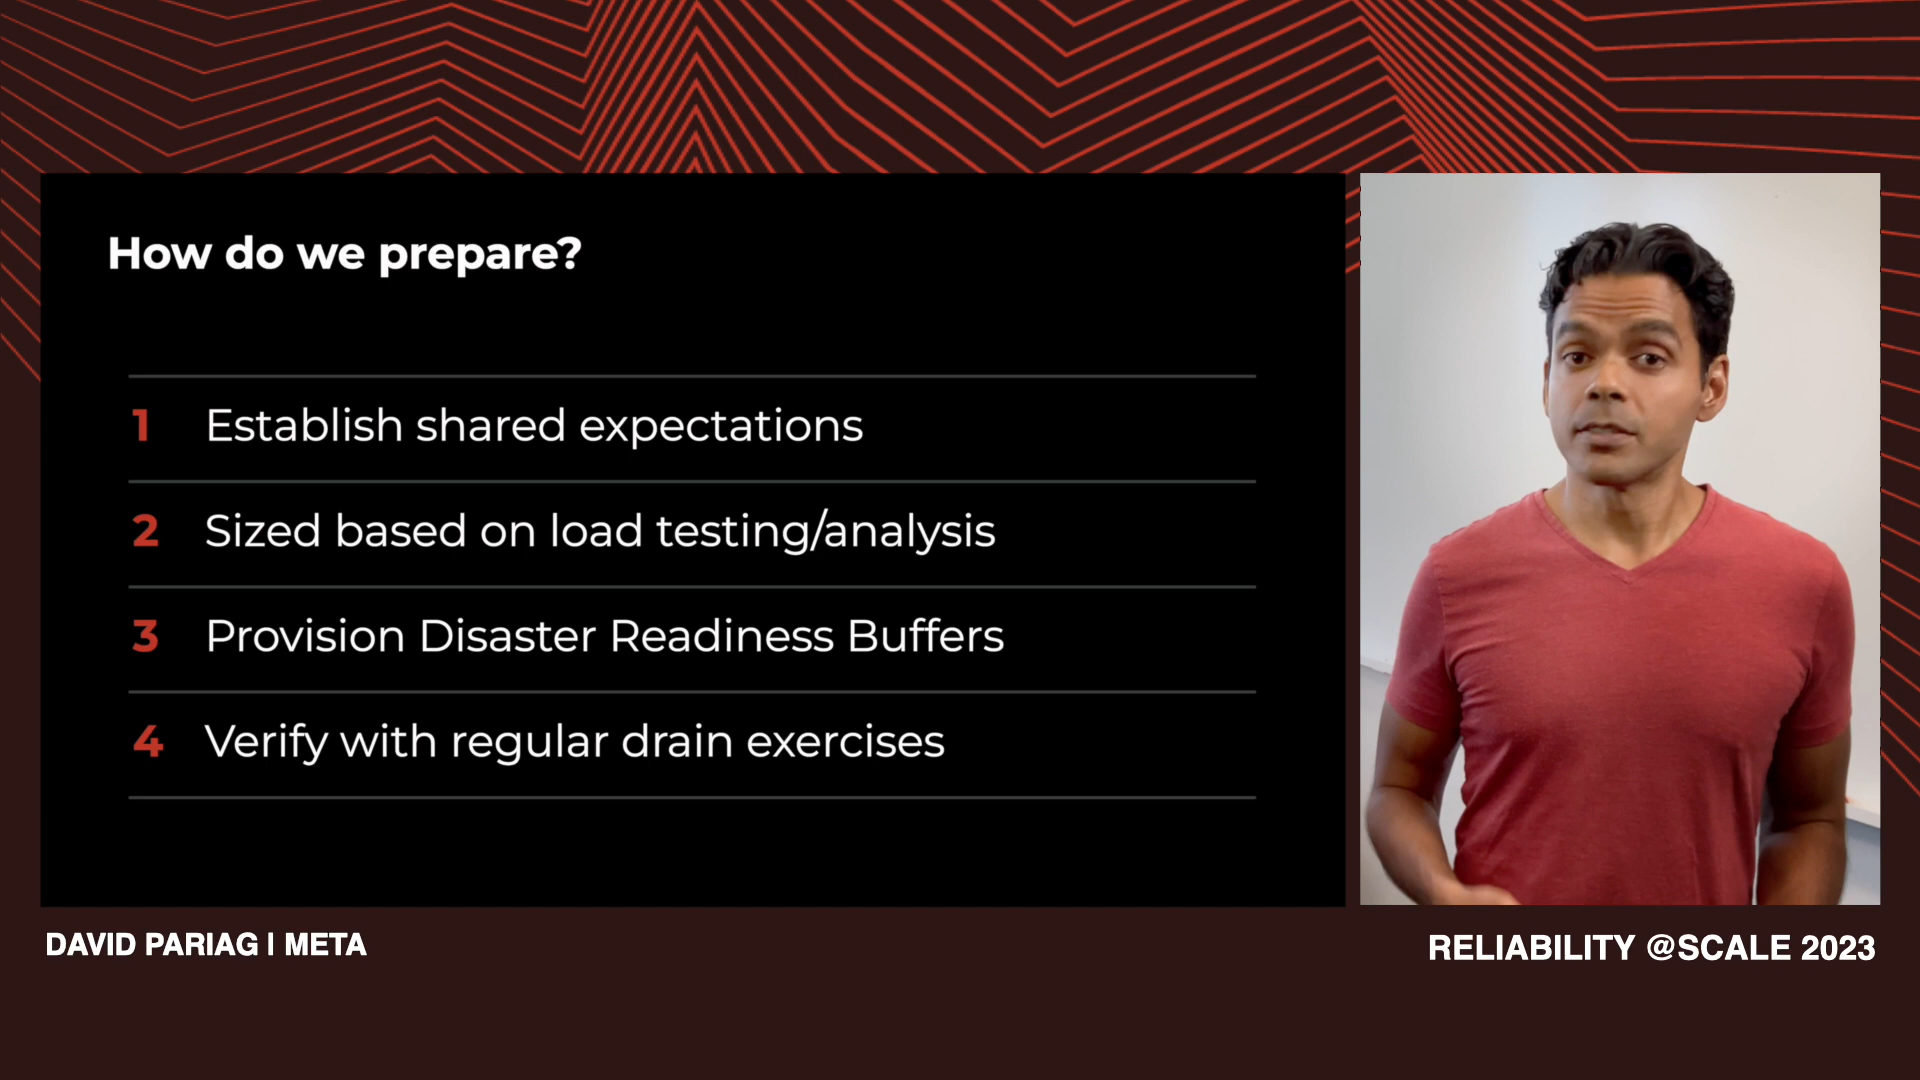 How do we prepare?
1 Establish shared expectations
2 Sized based on load testing/analysis
3 Provision Disaster Readiness Buffers
4 Verify with regular drain exercises
DAVID PARIAG | META
RELIABILITY @SCALE 2023